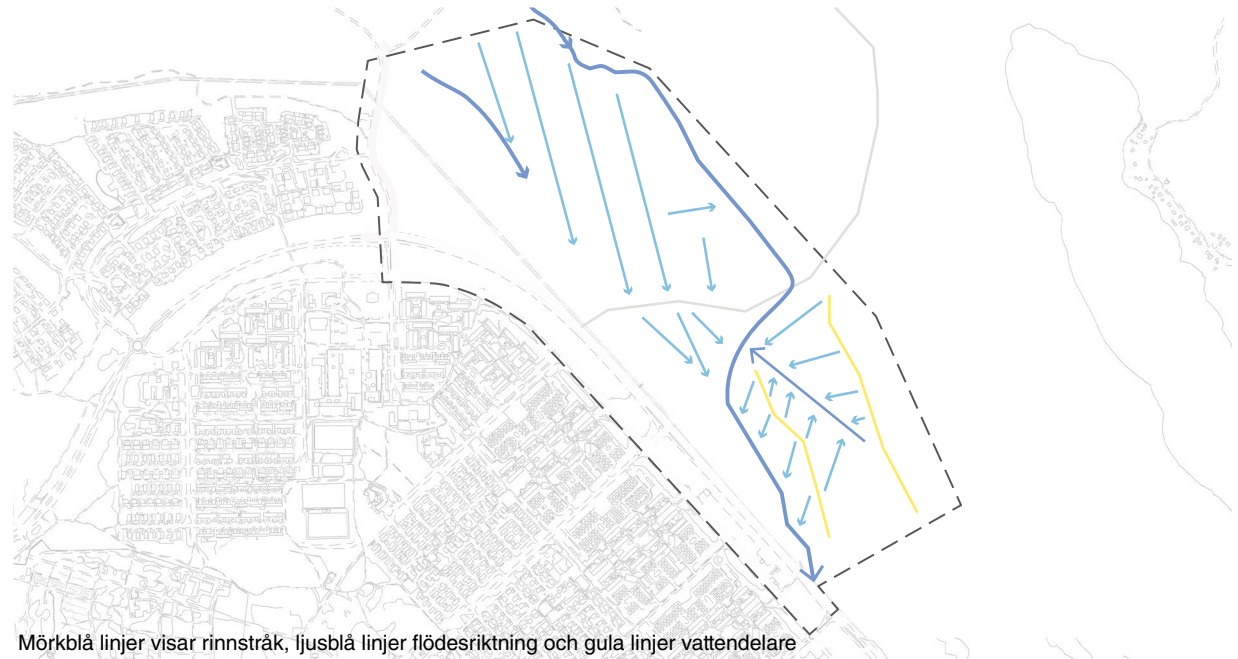 Mörkblå linjer visar rinnstråk, ljusblå linjer flödesriktning och gula linjer vattendelare